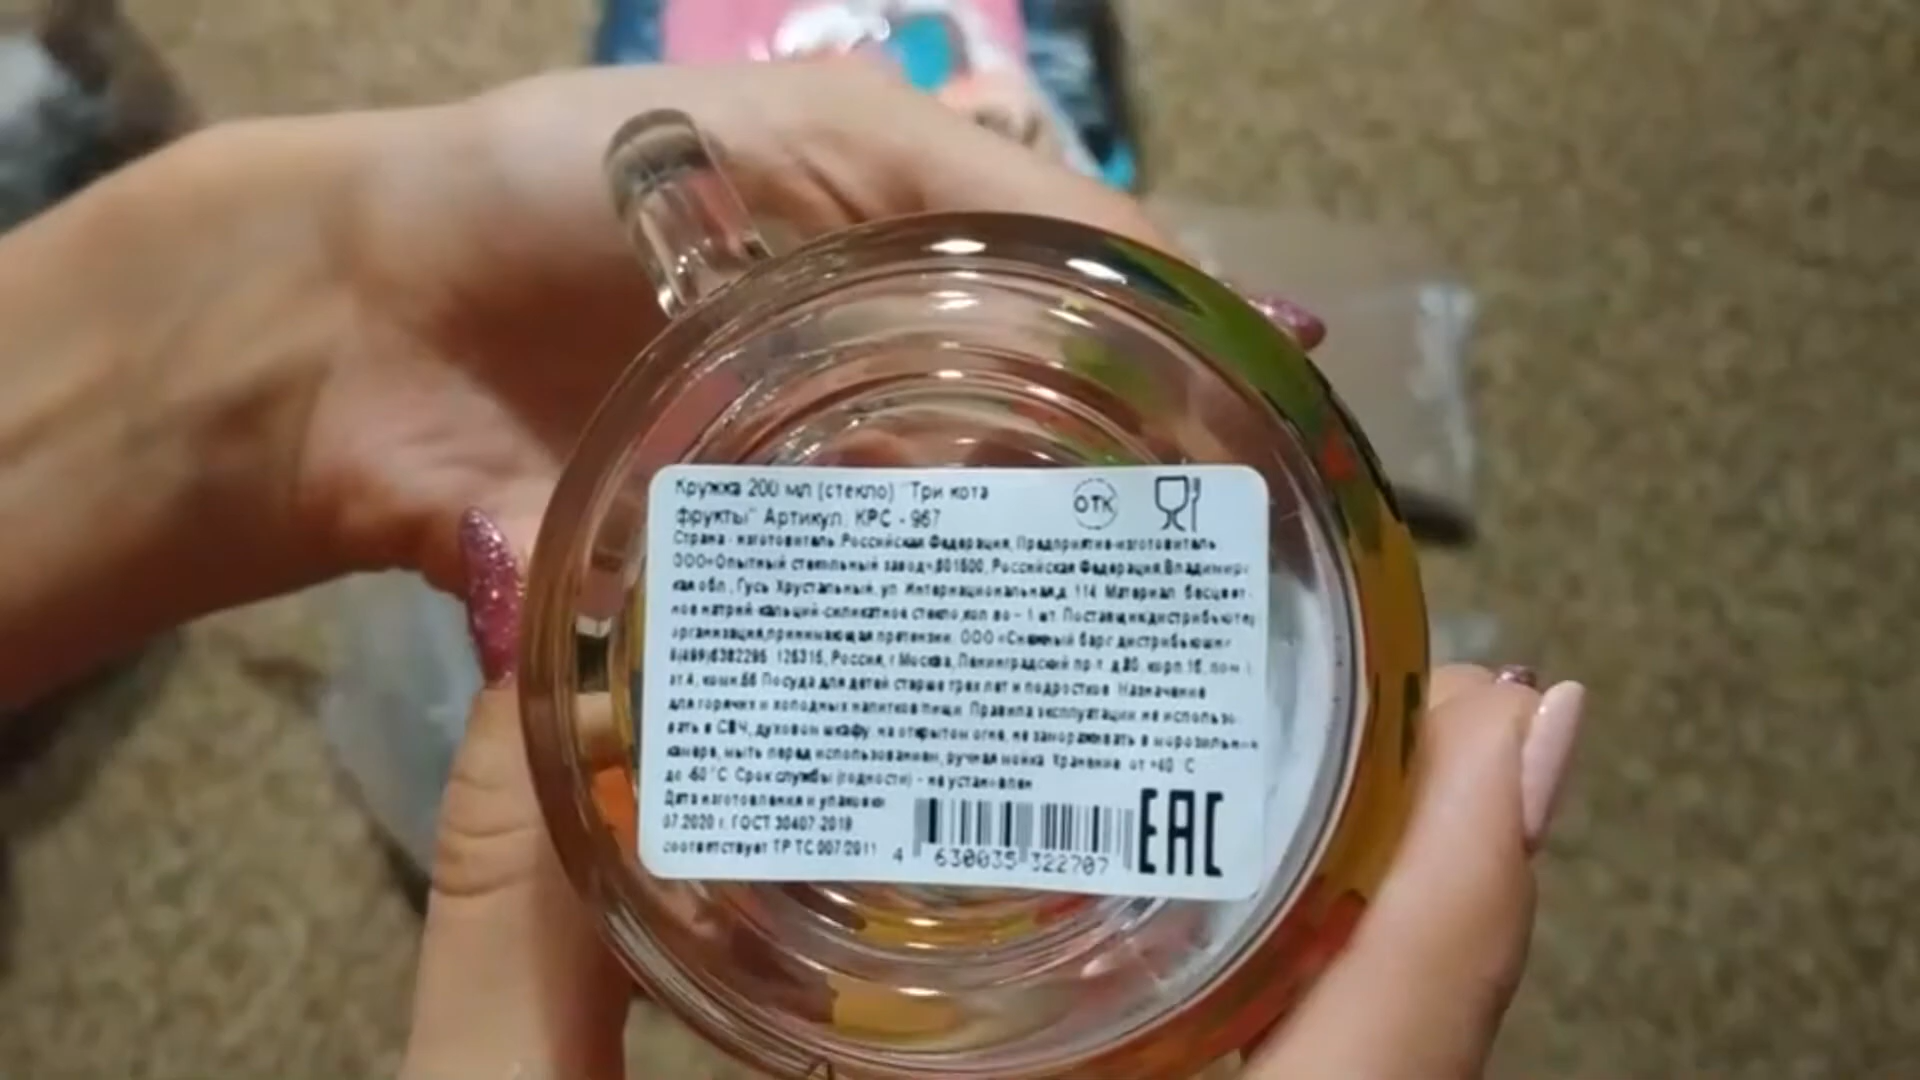 Кружка 200 мл (стекло) "Три кота
фрукты" Артикул: КРС - 967
ОТК
Страна - изготовитель: Российская Федерация, Предприятие-изготовитель:
ООО«Опытный стекольный завод»,601500, Российская Федерация,Владимирс-
кая обл., Гусь Хрустальный, ул. Интернациональная,д. 114. Материал: бесцвет-
ное натрий-кальций-силикатное стекло,кол-во - 1 шт. Поставщик/дистрибьютер
организация,принимающая претензии: ООО «Снежный барс дистрибьюшн»
8(499)6382295 125315, Россия, г.Москва, Ленинградский пр-т, д.80, корп.16,
эт.4, комн.56 Посуда для детей старше трех лет и подростков. Назначение
для горячих и холодных напитков/пищи. Правила эксплуатации: не использо-
вать в СВЧ, духовом шкафу, на открытом огне, не замораживать в морозильной
камере, мыть перед использованием, ручная мойка. Хранение: от +40 °С
до -60°С. Срок службы (годности) - не установлен
Дата изготовления и упаковки
07.2020 г. ГОСТ 30407-2019
соответствует ТР ТС 007/2011
4 630035 322707
EAC